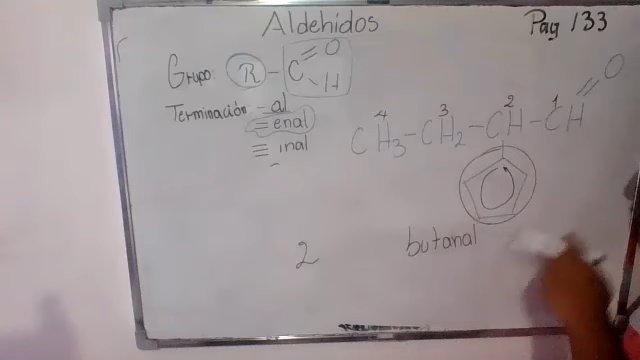 Aldehidos
Pag 133
Grupo: R - C = O
H
Terminación - al
= enal
≡ inal
4 3 2 1
CH3-CH2-CH-CH=O
2 butanal